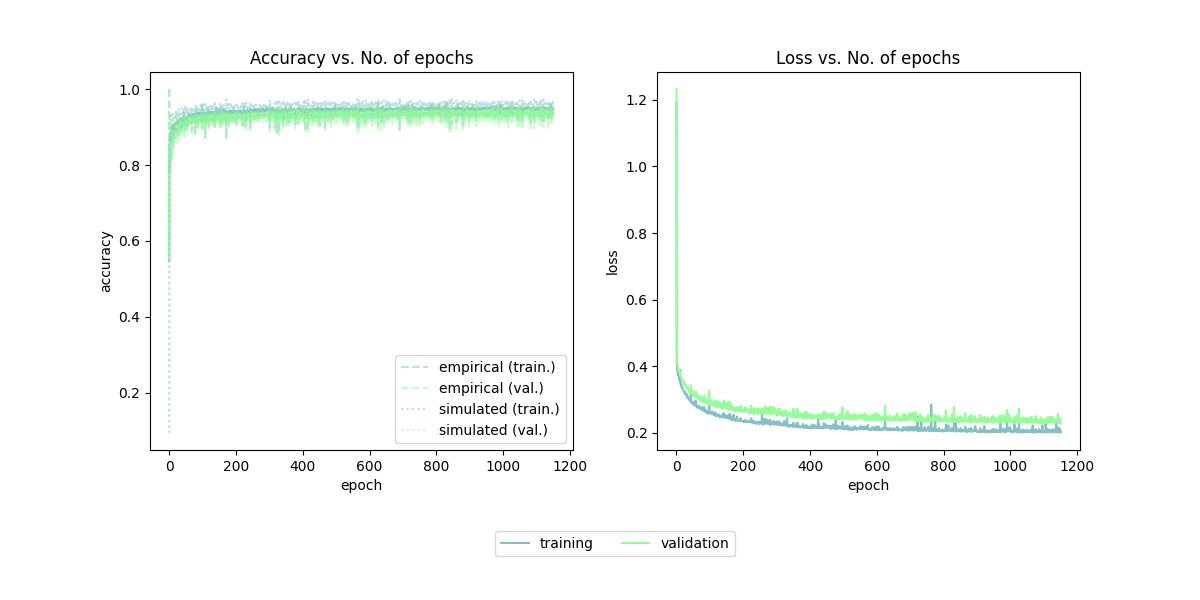 Accuracy vs. No. of epochs
1.0
0.8
0.6
0.4
0.2
accuracy
0 200 400 600 800 1000 1200
epoch
empirical (train.)
empirical (val.)
simulated (train.)
simulated (val.)
Loss vs. No. of epochs
1.2
1.0
0.8
0.6
0.4
0.2
loss
0 200 400 600 800 1000 1200
epoch
training validation